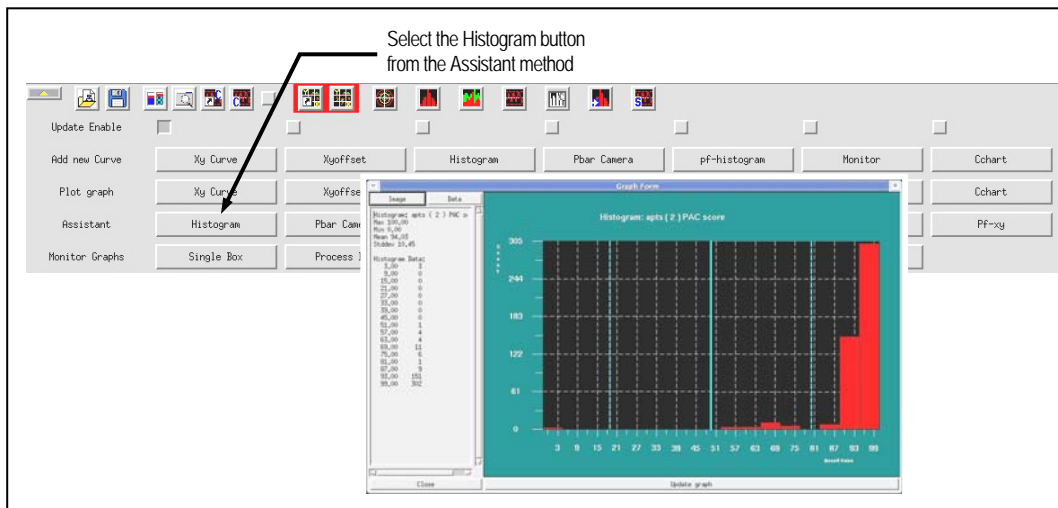 Select the Histogram button
from the Assistant method
Update Enable
Add new Curve Xy Curve Xyoffset Histogram Pbar Camera pf-histogram Monitor Cchart
Plot graph Xy Curve Xyoffse Cchart
Assistant Histogram Pbar Came Pf-xy
Monitor Graphs Single Box Process
Graph Form
Image Data
Histogram: apts ( 2 ) PAC s
Max 100,00
Min 0,00
Mean 94,03
Stddev 10,45
Histogram Data:
3,00 3
9,00 0
15,00 0
21,00 0
27,00 0
33,00 0
39,00 0
45,00 0
51,00 1
57,00 4
63,00 4
69,00 11
75,00 6
81,00 1
87,00 9
93,00 151
99,00 302
Histogram: apts ( 2 ) PAC score
305
244
183
122
61
0
3 9 15 21 27 33 39 45 51 57 63 69 75 81 87 93 99
Close Update graph